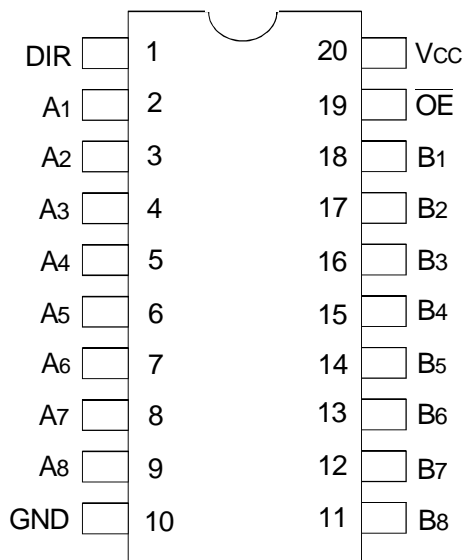 DIR 1 20 VCC
A1 2 19 OE
A2 3 18 B1
A3 4 17 B2
A4 5 16 B3
A5 6 15 B4
A6 7 14 B5
A7 8 13 B6
A8 9 12 B7
GND 10 11 B8